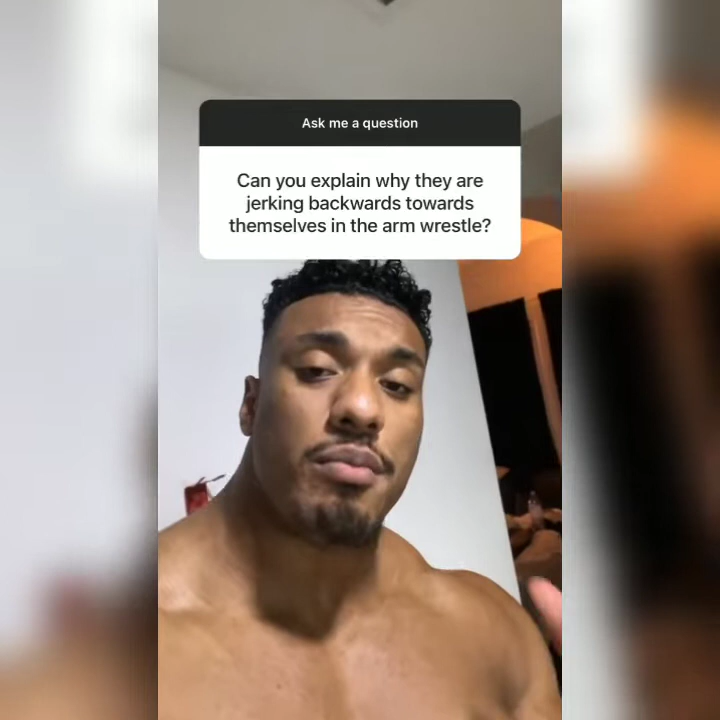 Ask me a question
Can you explain why they are
jerking backwards towards
themselves in the arm wrestle?